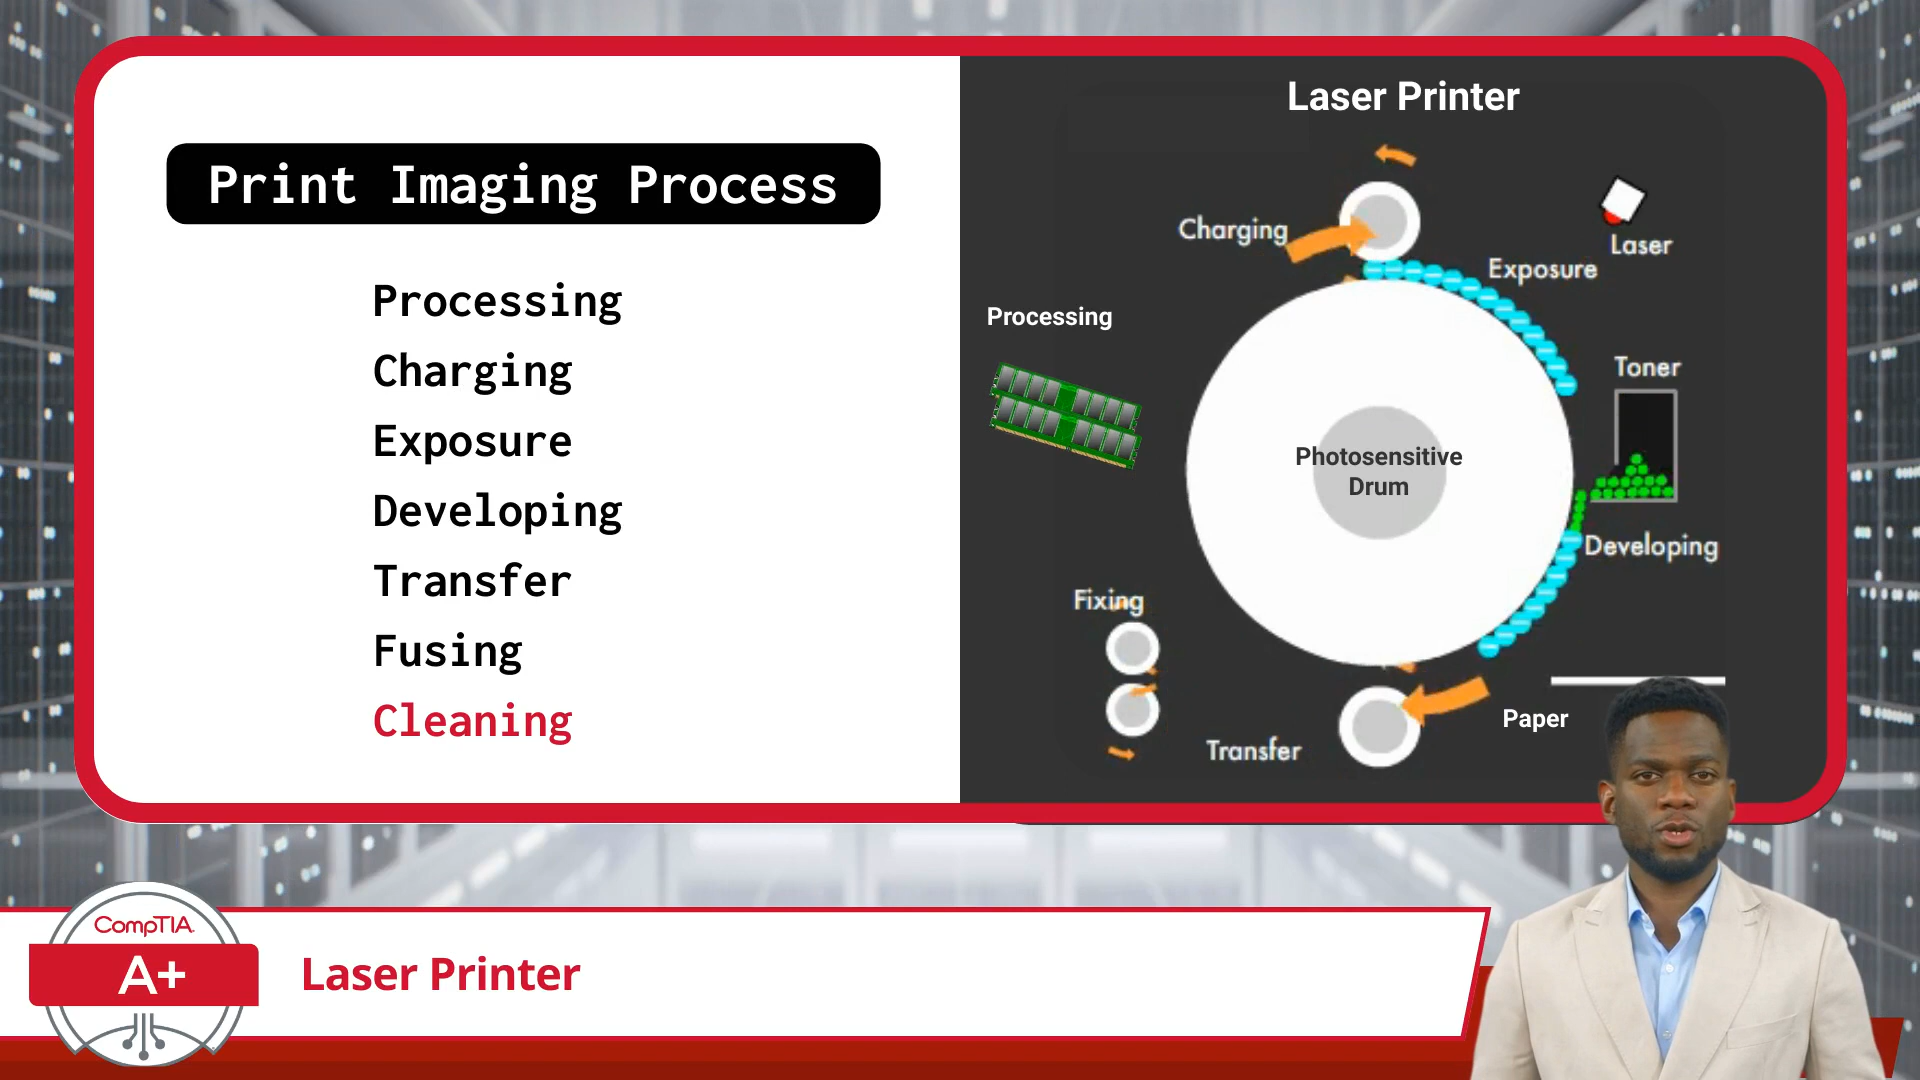 Print Imaging Process
Processing
Charging
Exposure
Developing
Transfer
Fusing
Cleaning
Laser Printer
Charging
Laser
Exposure
Processing
Toner
Photosensitive
Drum
Developing
Fixing
Paper
Transfer
CompTIA.
A+
Laser Printer